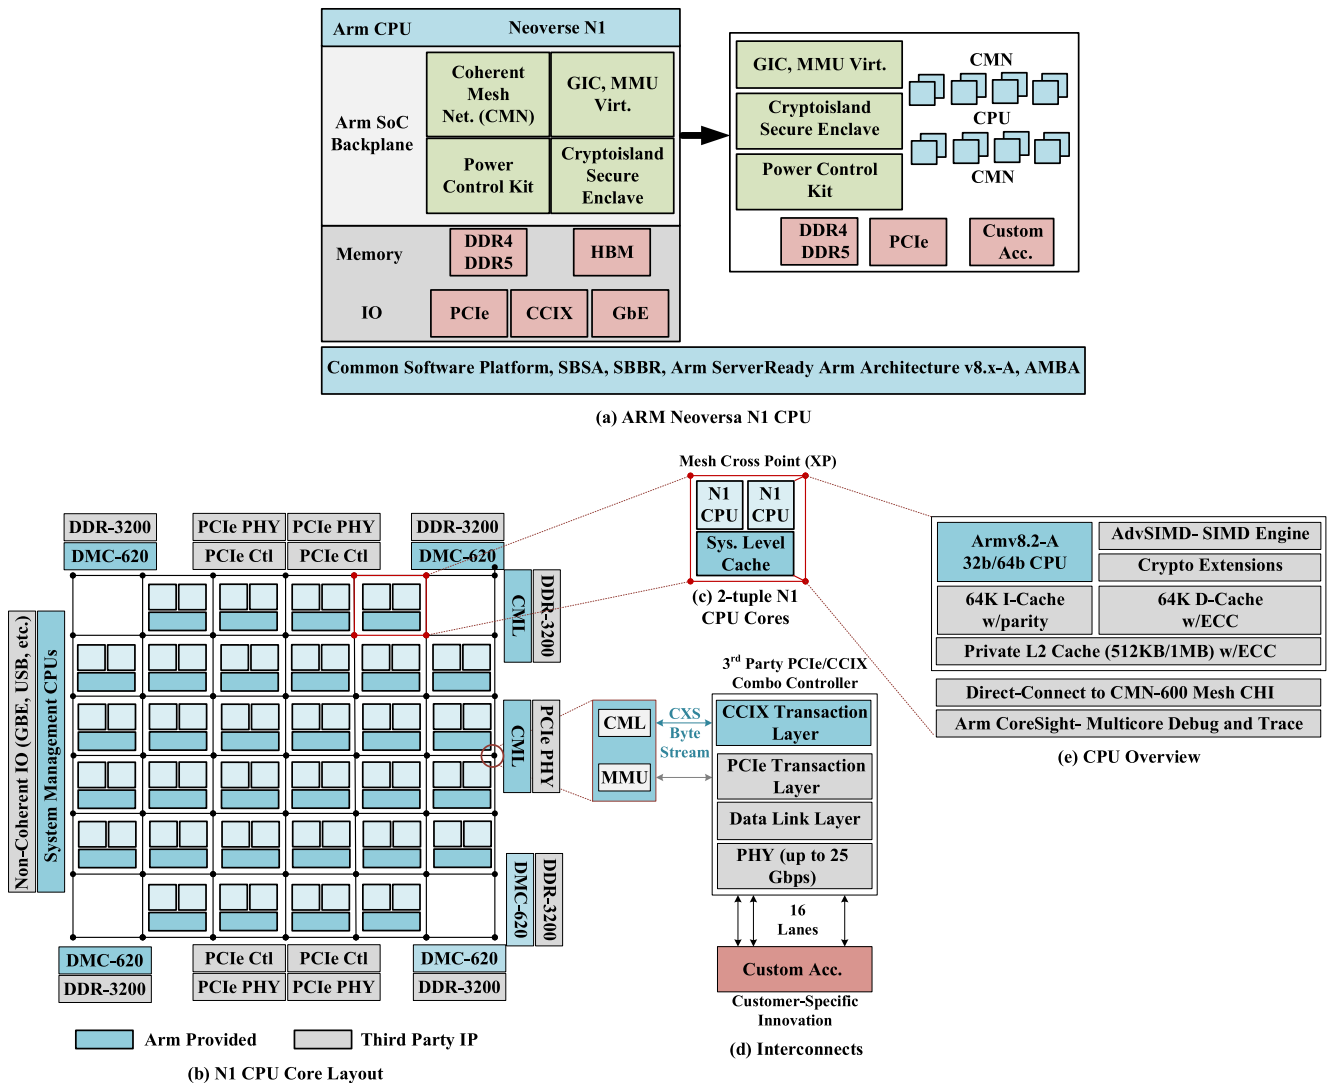 Arm CPU
Neoverse N1
Arm SoC
Backplane
Coherent
Mesh
Net. (CMN)
GIC, MMU
Virt.
Power
Control Kit
Cryptoisland
Secure
Enclave
Memory
DDR4
DDR5
HBM
IO
PCIe
CCIX
GbE
GIC, MMU Virt.
Cryptoisland
Secure Enclave
Power Control
Kit
CMN
CPU
CMN
DDR4
DDR5
PCIe
Custom
Acc.
Common Software Platform, SBSA, SBBR, Arm ServerReady Arm Architecture v8.x-A, AMBA
(a) ARM Neoversa N1 CPU
DDR-3200
DMC-620
PCIe PHY
PCIe PHY
PCIe Ctl
PCIe Ctl
DDR-3200
DMC-620
Non-Coherent IO (GBE, USB, etc.)
System Management CPUs
CML
DDR-3200
CML
PCIe PHY
DMC-620
DDR-3200
DMC-620
DDR-3200
PCIe Ctl
PCIe Ctl
PCIe PHY
PCIe PHY
DMC-620
DDR-3200
Arm Provided
Third Party IP
(b) N1 CPU Core Layout
Mesh Cross Point (XP)
N1
CPU
N1
CPU
Sys. Level
Cache
(c) 2-tuple N1
CPU Cores
3rd Party PCIe/CCIX
Combo Controller
CML
MMU
CXS
Byte
Stream
CCIX Transaction
Layer
PCIe Transaction
Layer
Data Link Layer
PHY (up to 25
Gbps)
16
Lanes
Custom Acc.
Customer-Specific
Innovation
(d) Interconnects
Armv8.2-A
32b/64b CPU
AdvSIMD- SIMD Engine
Crypto Extensions
64K I-Cache
w/parity
64K D-Cache
w/ECC
Private L2 Cache (512KB/1MB) w/ECC
Direct-Connect to CMN-600 Mesh CHI
Arm CoreSight- Multicore Debug and Trace
(e) CPU Overview